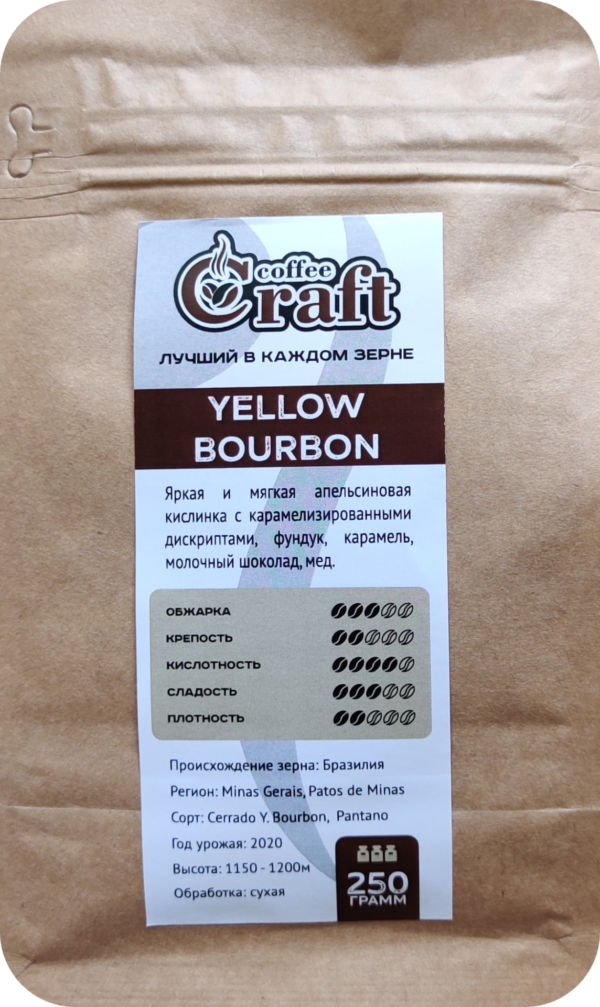 coffee
Craft
ЛУЧШИЙ В КАЖДОМ ЗЕРНЕ
YELLOW
BOURBON
Яркая и мягкая апельсиновая
кислинка с карамелизированными
дискриптами, фундук, карамель,
молочный шоколад, мед.
ОБЖАРКА
КРЕПОСТЬ
КИСЛОТНОСТЬ
СЛАДОСТЬ
ПЛОТНОСТЬ
Происхождение зерна: Бразилия
Регион: Minas Gerais, Patos de Minas
Сорт: Cerrado Y. Bourbon, Pantano
Год урожая: 2020
Высота: 1150 - 1200м
Обработка: сухая
250
ГРАММ